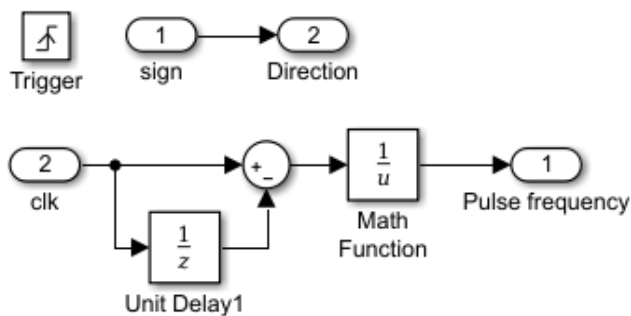 1
2
Trigger
sign
Direction
2
+
−
1
u
1
clk
Math
Function
Pulse frequency
1
z
Unit Delay1